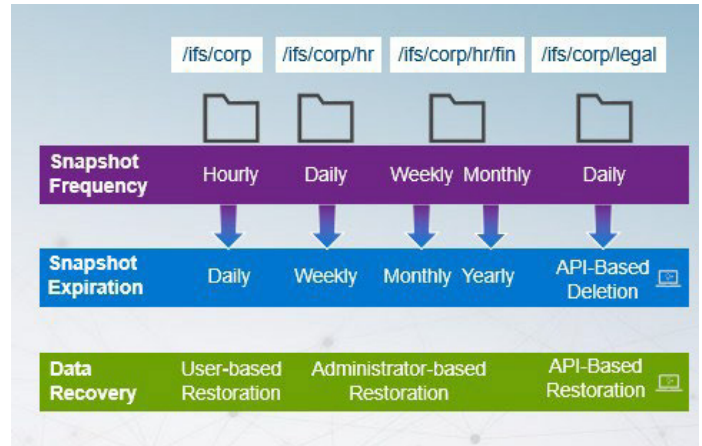 /ifs/corp /ifs/corp/hr /ifs/corp/hr/fin /ifs/corp/legal
Snapshot
Frequency
Hourly Daily Weekly Monthly Daily
Snapshot
Expiration
Daily Weekly Monthly Yearly
API-Based
Deletion
Data
Recovery
User-based
Restoration
Administrator-based
Restoration
API-Based
Restoration